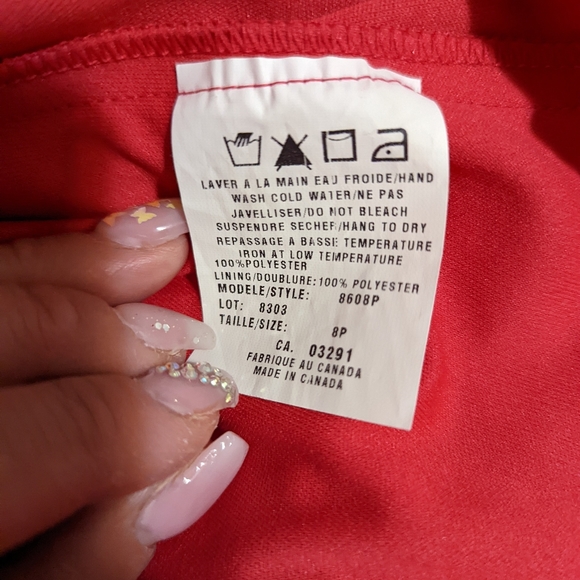 LAVER A LA MAIN EAU FROIDE/HAND
WASH COLD WATER/NE PAS
JAVELLISER/DO NOT BLEACH
SUSPENDRE SECHER/HANG TO DRY
REPASSAGE A BASSE TEMPERATURE
IRON AT LOW TEMPERATURE
100%POLYESTER
LINING/DOUBLURE:100% POLYESTER
MODELE/STYLE: 8608P
LOT: 8303
TAILLE/SIZE: 8P
CA. 03291
FABRIQUE AU CANADA
MADE IN CANADA